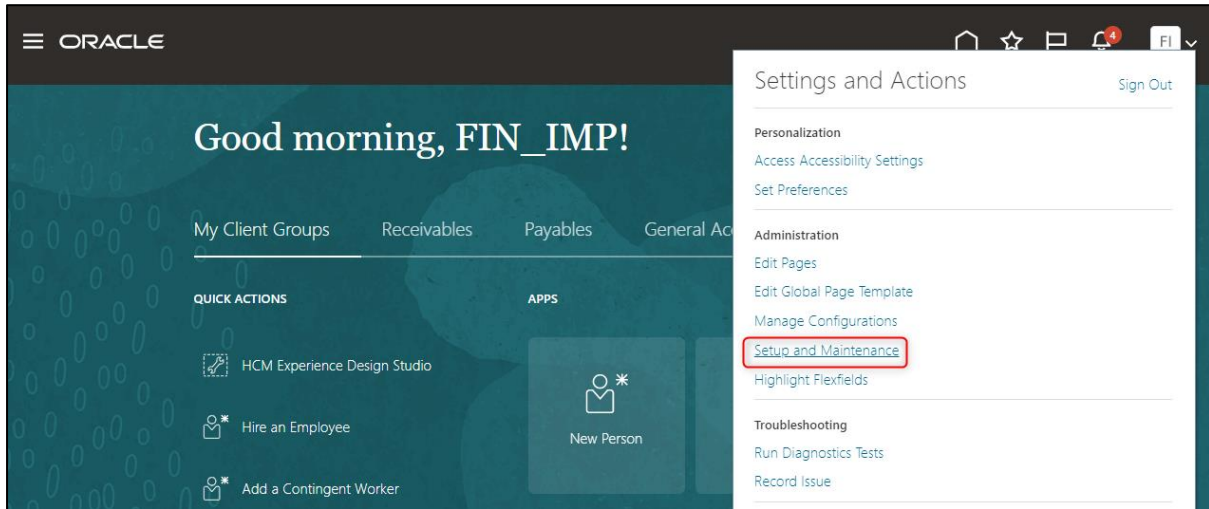 ORACLE
4
FI
Good morning, FIN_IMP!
My Client Groups
Receivables
Payables
General Ac
QUICK ACTIONS
HCM Experience Design Studio
Hire an Employee
Add a Contingent Worker
APPS
New Person
Settings and Actions
Sign Out
Personalization
Access Accessibility Settings
Set Preferences
Administration
Edit Pages
Edit Global Page Template
Manage Configurations
Setup and Maintenance
Highlight Flexfields
Troubleshooting
Run Diagnostics Tests
Record Issue